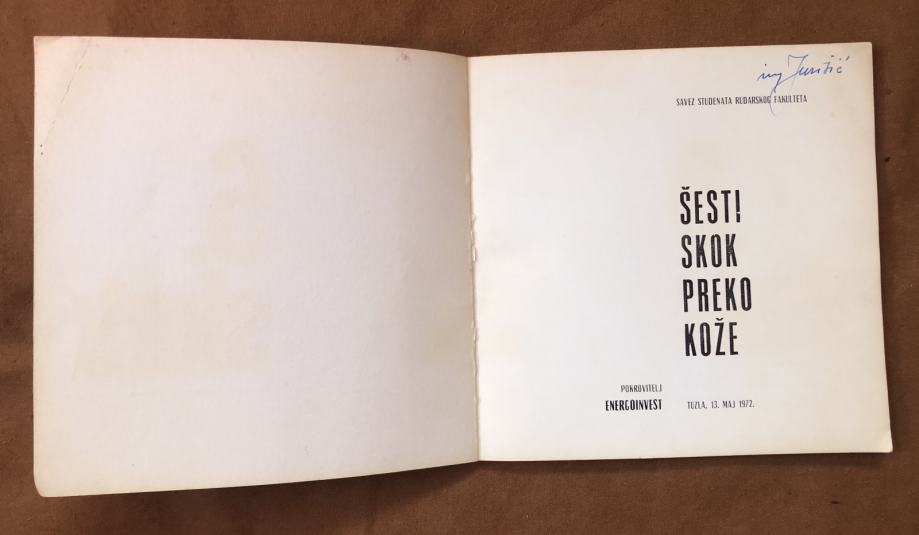 ing Jurišić
SAVEZ STUDENATA RUDARSKOG FAKULTETA
ŠESTI
SKOK
PREKO
KOŽE
POKROVITELJ
ENERGOINVEST
TUZLA, 13. MAJ 1972.